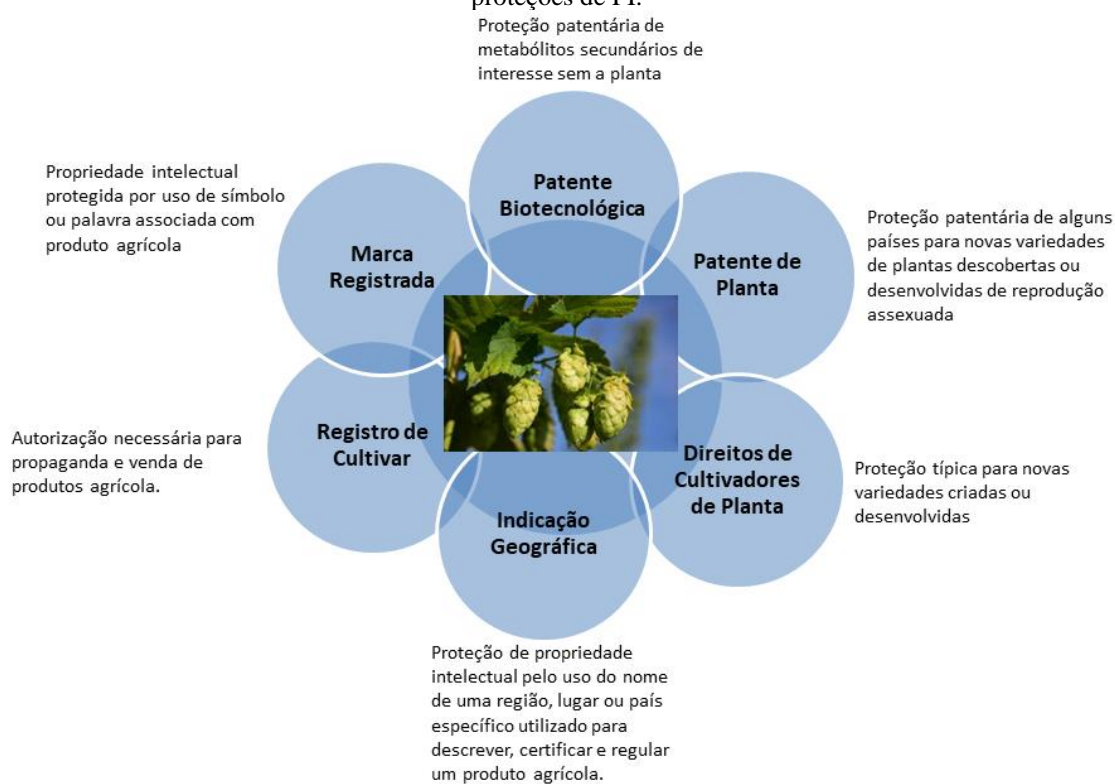 proteções de PI.
Proteção patentária de
metabólitos secundários de
interesse sem a planta
Patente
Biotecnológica
Propriedade intelectual
protegida por uso de símbolo
ou palavra associada com
produto agrícola
Marca
Registrada
Patente de
Planta
Proteção patentária de alguns
países para novas variedades
de plantas descobertas ou
desenvolvidas de reprodução
assexuada
Autorização necessária para
propaganda e venda de
produtos agrícola.
Registro de
Cultivar
Direitos de
Cultivadores
de Planta
Proteção típica para novas
variedades criadas ou
desenvolvidas
Indicação
Geográfica
Proteção de propriedade
intelectual pelo uso do nome
de uma região, lugar ou país
específico utilizado para
descrever, certificar e regular
um produto agrícola.